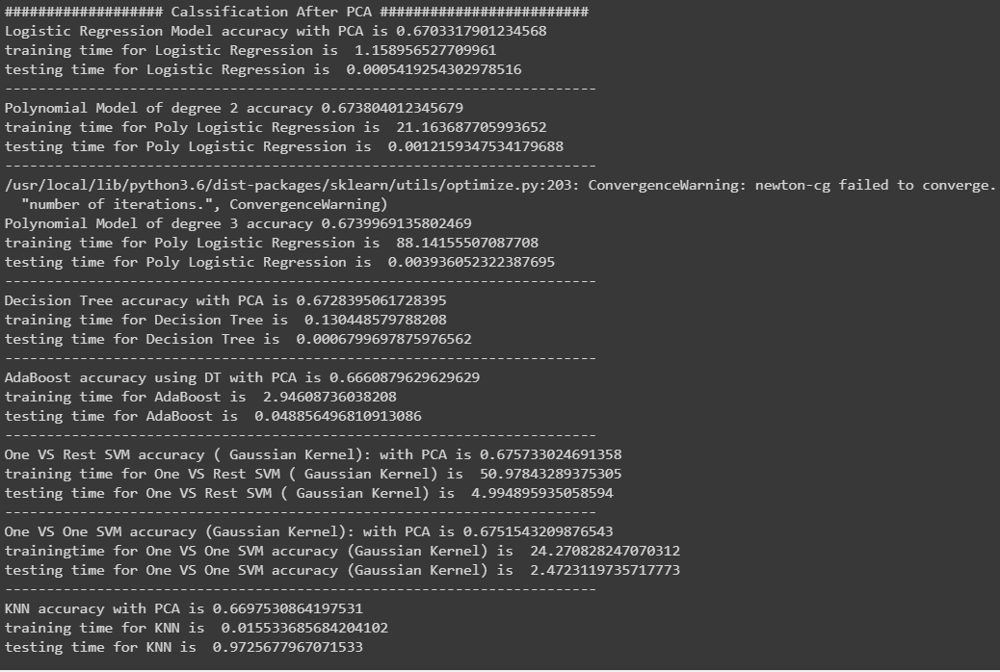 ################### Calssification After PCA #########################
Logistic Regression Model accuracy with PCA is 0.6703317901234568
training time for Logistic Regression is  1.158956527709961
testing time for Logistic Regression is  0.0005419254302978516
-----------------------------------------------------------------------
Polynomial Model of degree 2 accuracy 0.673804012345679
training time for Poly Logistic Regression is  21.163687705993652
testing time for Poly Logistic Regression is  0.0012159347534179688
-----------------------------------------------------------------------
/usr/local/lib/python3.6/dist-packages/sklearn/utils/optimize.py:203: ConvergenceWarning: newton-cg failed to converge.
  "number of iterations.", ConvergenceWarning)
Polynomial Model of degree 3 accuracy 0.6739969135802469
training time for Poly Logistic Regression is  88.14155507087708
testing time for Poly Logistic Regression is  0.003936052322387695
-----------------------------------------------------------------------
Decision Tree accuracy with PCA is 0.6728395061728395
training time for Decision Tree is  0.130448579788208
testing time for Decision Tree is  0.0006799697875976562
-----------------------------------------------------------------------
AdaBoost accuracy using DT with PCA is 0.6660879629629629
training time for AdaBoost is  2.94608736038208
testing time for AdaBoost is  0.048856496810913086
-----------------------------------------------------------------------
One VS Rest SVM accuracy ( Gaussian Kernel): with PCA is 0.675733024691358
training time for One VS Rest SVM ( Gaussian Kernel) is  50.97843289375305
testing time for One VS Rest SVM ( Gaussian Kernel) is  4.994895935058594
-----------------------------------------------------------------------
One VS One SVM accuracy (Gaussian Kernel): with PCA is 0.6751543209876543
trainingtime for One VS One SVM accuracy (Gaussian Kernel) is  24.270828247070312
testing time for One VS One SVM accuracy (Gaussian Kernel) is  2.4723119735717773
-----------------------------------------------------------------------
KNN accuracy with PCA is 0.6697530864197531
training time for KNN is  0.015533685684204102
testing time for KNN is  0.9725677967071533